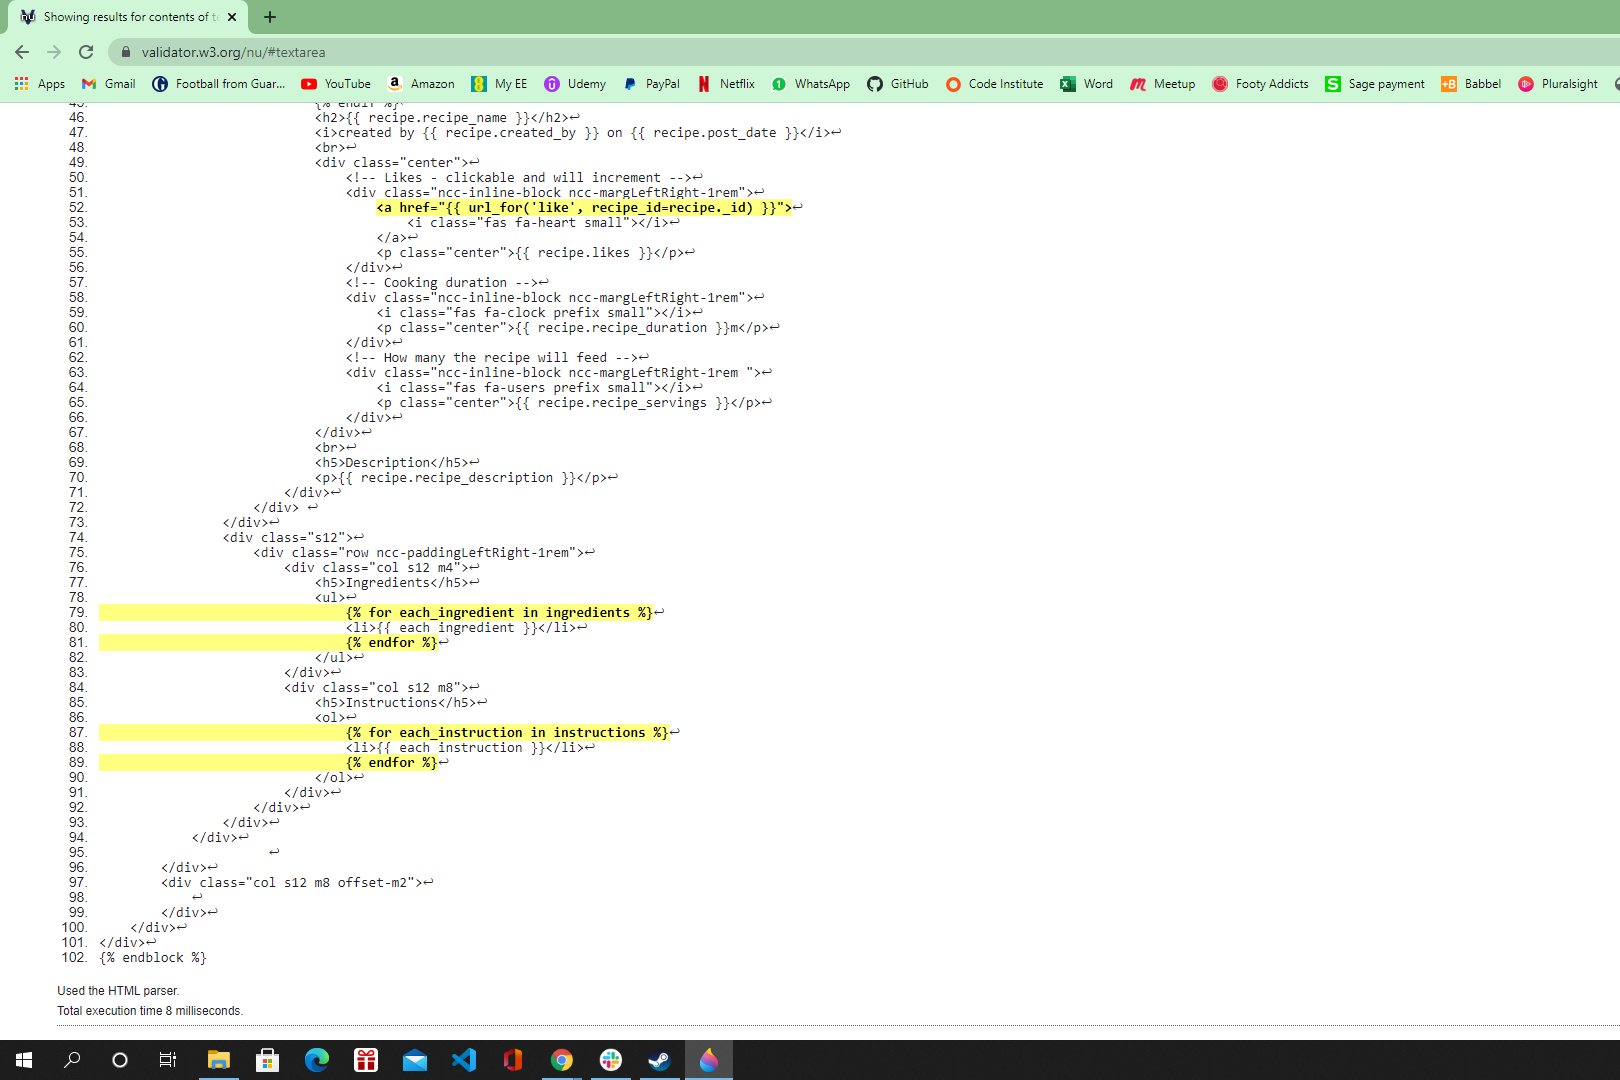 Showing results for contents of t
validator.w3.org/nu/#textarea
Apps Gmail Football from Guar... YouTube Amazon My EE Udemy PayPal Netflix WhatsApp GitHub Code Institute Word Meetup Footy Addicts Sage payment Babbel Pluralsight
45. {% endif %}↩
46. <h2>{{ recipe.recipe_name }}</h2>↩
47. <i>created by {{ recipe.created_by }} on {{ recipe.post_date }}</i>↩
48. <br>↩
49. <div class="center">↩
50. <!-- Likes - clickable and will increment -->↩
51. <div class="ncc-inline-block ncc-margLeftRight-1rem">↩
52. <a href="{{ url_for('like', recipe_id=recipe._id) }}">↩
53. <i class="fas fa-heart small"></i>↩
54. </a>↩
55. <p class="center">{{ recipe.likes }}</p>↩
56. </div>↩
57. <!-- Cooking duration -->↩
58. <div class="ncc-inline-block ncc-margLeftRight-1rem">↩
59. <i class="fas fa-clock prefix small"></i>↩
60. <p class="center">{{ recipe.recipe_duration }}m</p>↩
61. </div>↩
62. <!-- How many the recipe will feed -->↩
63. <div class="ncc-inline-block ncc-margLeftRight-1rem ">↩
64. <i class="fas fa-users prefix small"></i>↩
65. <p class="center">{{ recipe.recipe_servings }}</p>↩
66. </div>↩
67. </div>↩
68. <br>↩
69. <h5>Description</h5>↩
70. <p>{{ recipe.recipe_description }}</p>↩
71. </div>↩
72. </div> ↩
73. </div>↩
74. <div class="s12">↩
75. <div class="row ncc-paddingLeftRight-1rem">↩
76. <div class="col s12 m4">↩
77. <h5>Ingredients</h5>↩
78. <ul>↩
79. {% for each_ingredient in ingredients %}↩
80. <li>{{ each_ingredient }}</li>↩
81. {% endfor %}↩
82. </ul>↩
83. </div>↩
84. <div class="col s12 m8">↩
85. <h5>Instructions</h5>↩
86. <ol>↩
87. {% for each_instruction in instructions %}↩
88. <li>{{ each_instruction }}</li>↩
89. {% endfor %}↩
90. </ol>↩
91. </div>↩
92. </div>↩
93. </div>↩
94. </div>↩
95. ↩
96. </div>↩
97. <div class="col s12 m8 offset-m2">↩
98. ↩
99. </div>↩
100. </div>↩
101. </div>↩
102. {% endblock %}
Used the HTML parser.
Total execution time 8 milliseconds.